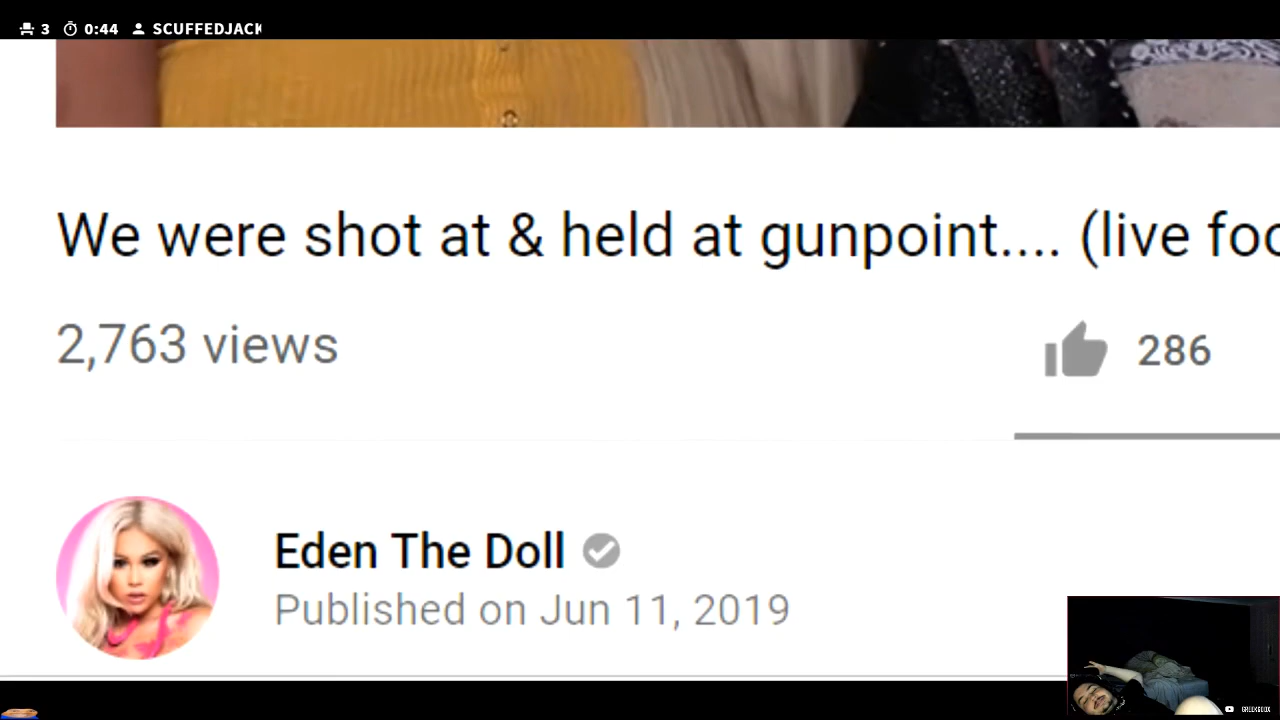 3 0:44 SCUFFEDJACK
We were shot at & held at gunpoint.... (live foo
2,763 views
286
Eden The Doll
Published on Jun 11, 2019